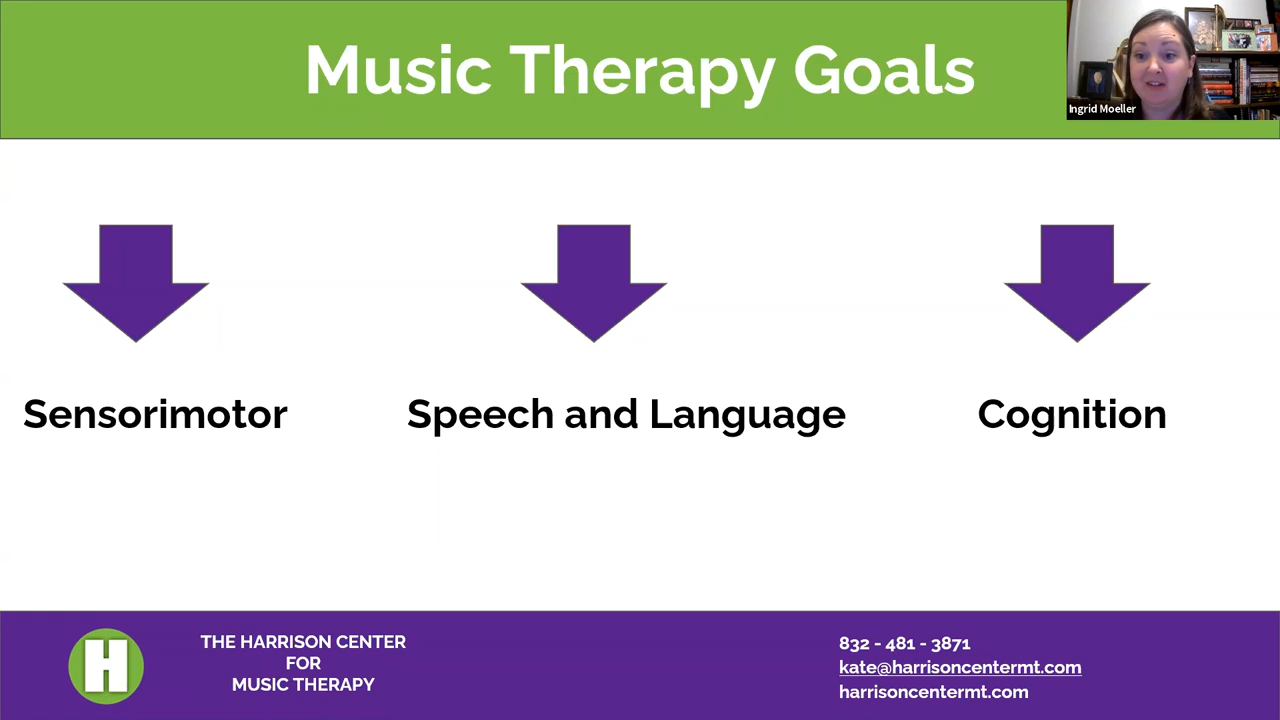 Music Therapy Goals
Ingrid Moeller
Sensorimotor
Speech and Language
Cognition
H
THE HARRISON CENTER
FOR
MUSIC THERAPY
832 - 481 - 3871
kate@harrisoncentermt.com
harrisoncentermt.com